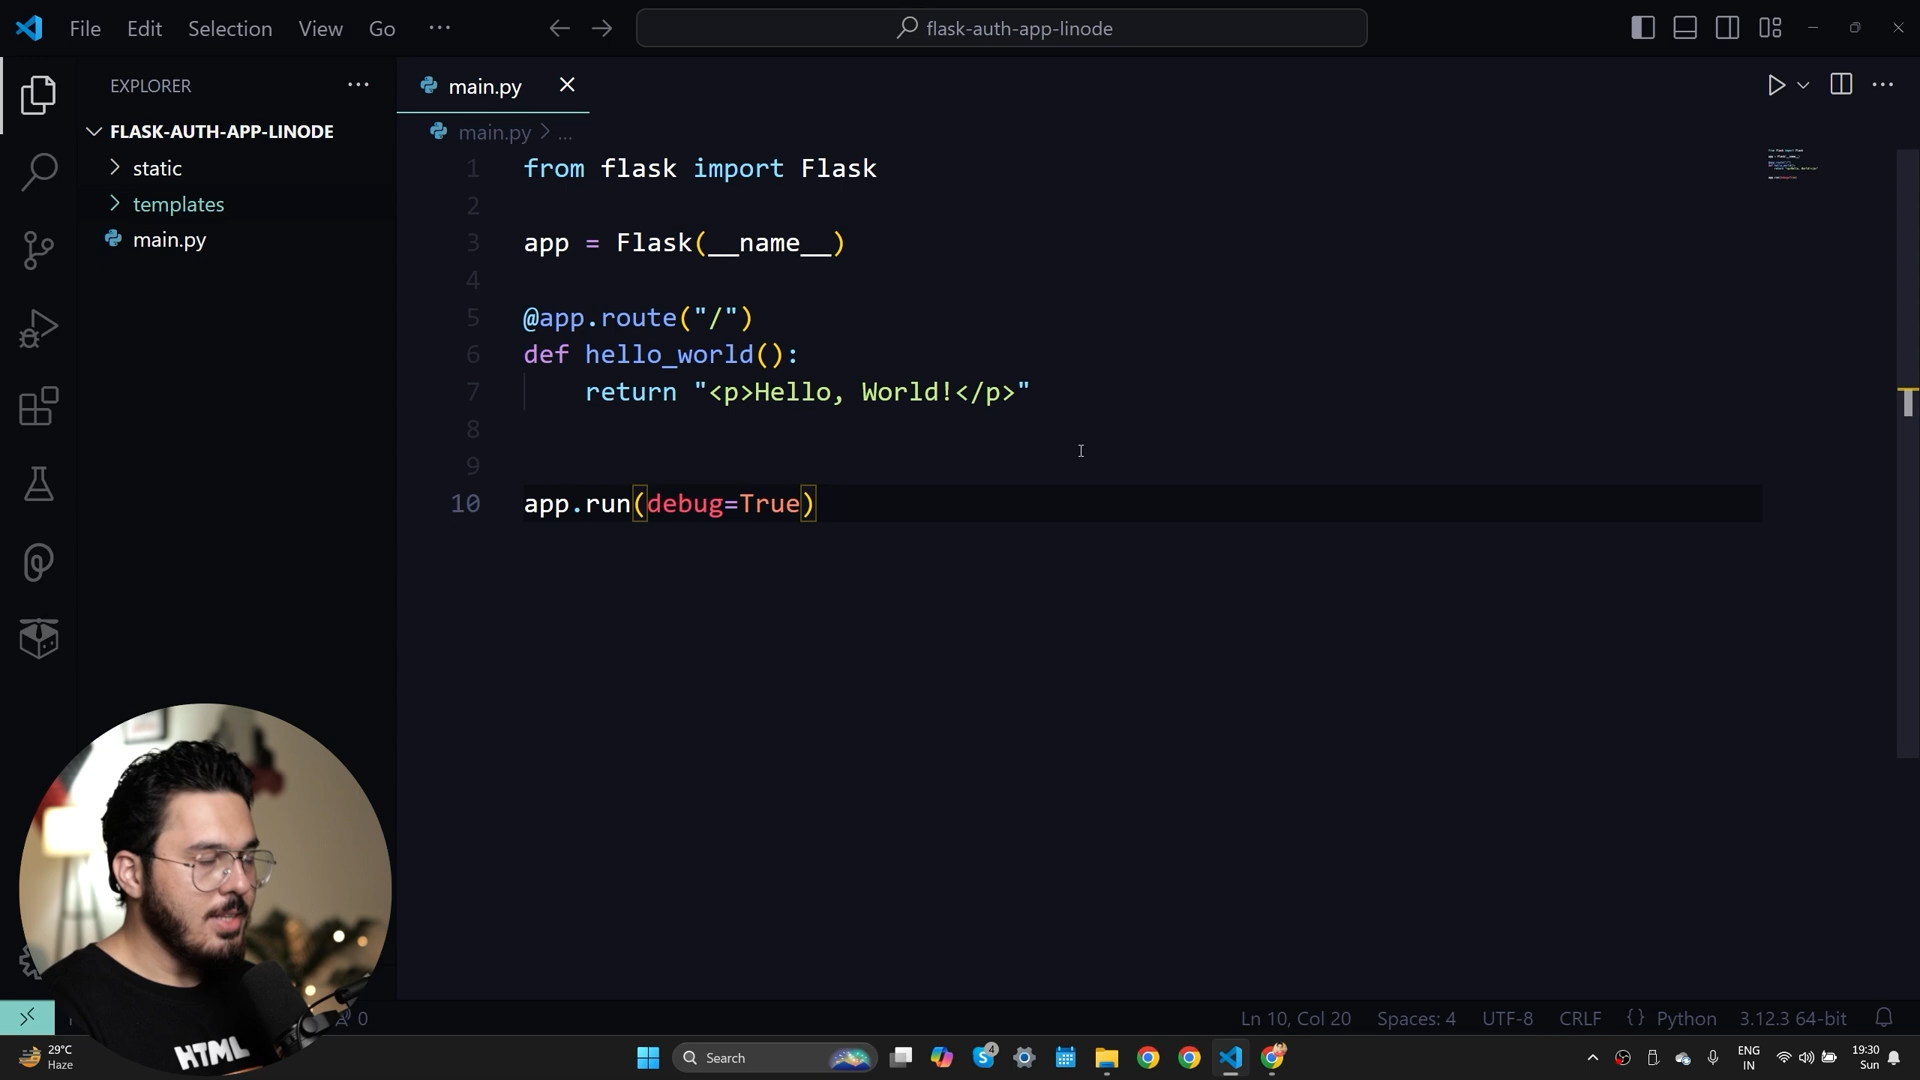 File Edit Selection View Go ...
flask-auth-app-linode
EXPLORER
FLASK-AUTH-APP-LINODE
static
templates
main.py
main.py
main.py > ...
1 from flask import Flask
2
3 app = Flask(__name__)
4
5 @app.route("/")
6 def hello_world():
7 return "<p>Hello, World!</p>"
8
9
10 app.run(debug=True)
HTML
0
Ln 10, Col 20 Spaces: 4 UTF-8 CRLF {} Python 3.12.3 64-bit
29°C
Haze
Search
4
ENG
IN
19:30
Sun